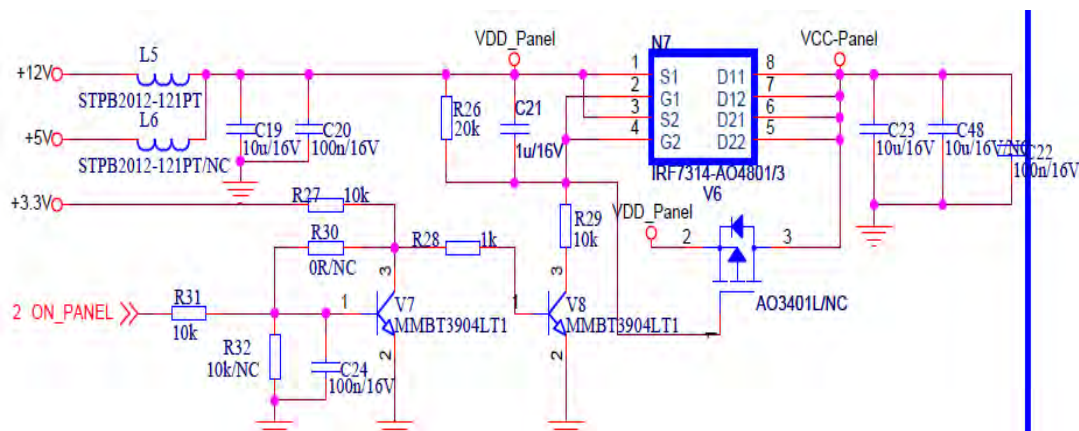 L5
+12V
STPB2012-121PT
L6
+5V
STPB2012-121PT/NC
C19
10u/16V
C20
100n/16V
VDD_Panel
R26
20k
C21
1u/16V
N7
1 S1 D11 8
2 G1 D12 7
3 S2 D21 6
4 G2 D22 5
IRF7314-AO4801/3
VCC-Panel
C23
10u/16V
C48
10u/16V/NC
C22
100n/16V
+3.3V
R27 10k
R30
0R/NC
R28 1k
R29
10k
V6
VDD_Panel
2 3
1
AO3401L/NC
2 ON_PANEL
R31
10k
R32
10k/NC
C24
100n/16V
3
1 V7
MMBT3904LT1
2
3
1 V8
MMBT3904LT1
2